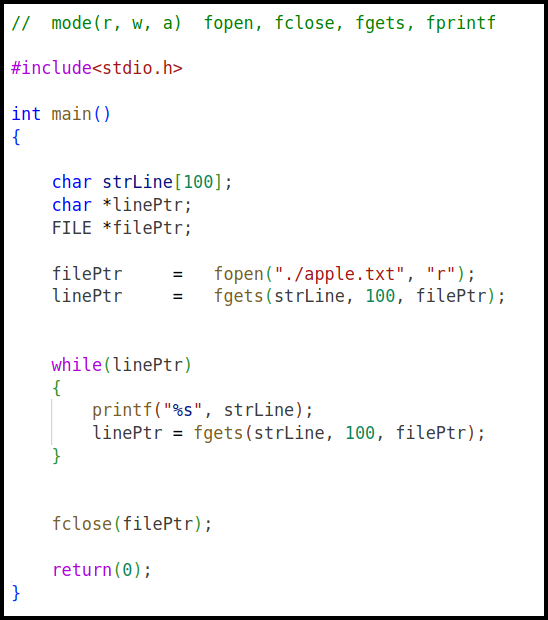 //  mode(r, w, a)  fopen, fclose, fgets, fprintf
#include<stdio.h>
int main()
{
    char strLine[100];
    char *linePtr;
    FILE *filePtr;
    filePtr     =   fopen("./apple.txt", "r");
    linePtr     =   fgets(strLine, 100, filePtr);
    while(linePtr)
    {
        printf("%s", strLine);
        linePtr = fgets(strLine, 100, filePtr);
    }
    fclose(filePtr);
    return(0);
}